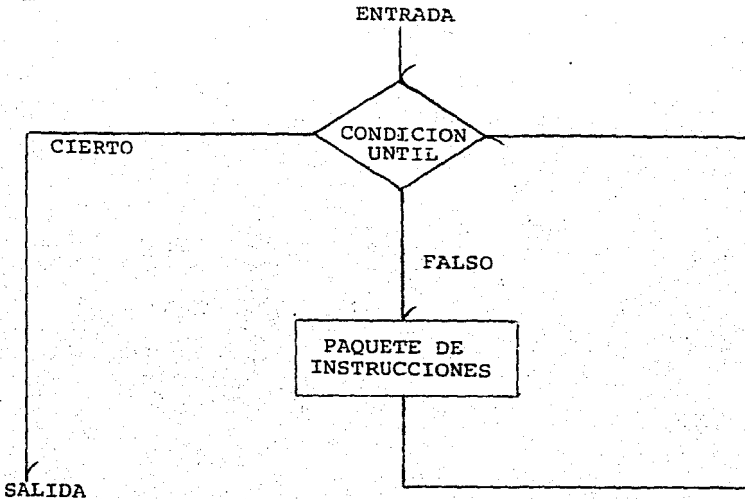 ENTRADA
CONDICION
UNTIL
CIERTO
FALSO
PAQUETE DE
INSTRUCCIONES
SALIDA